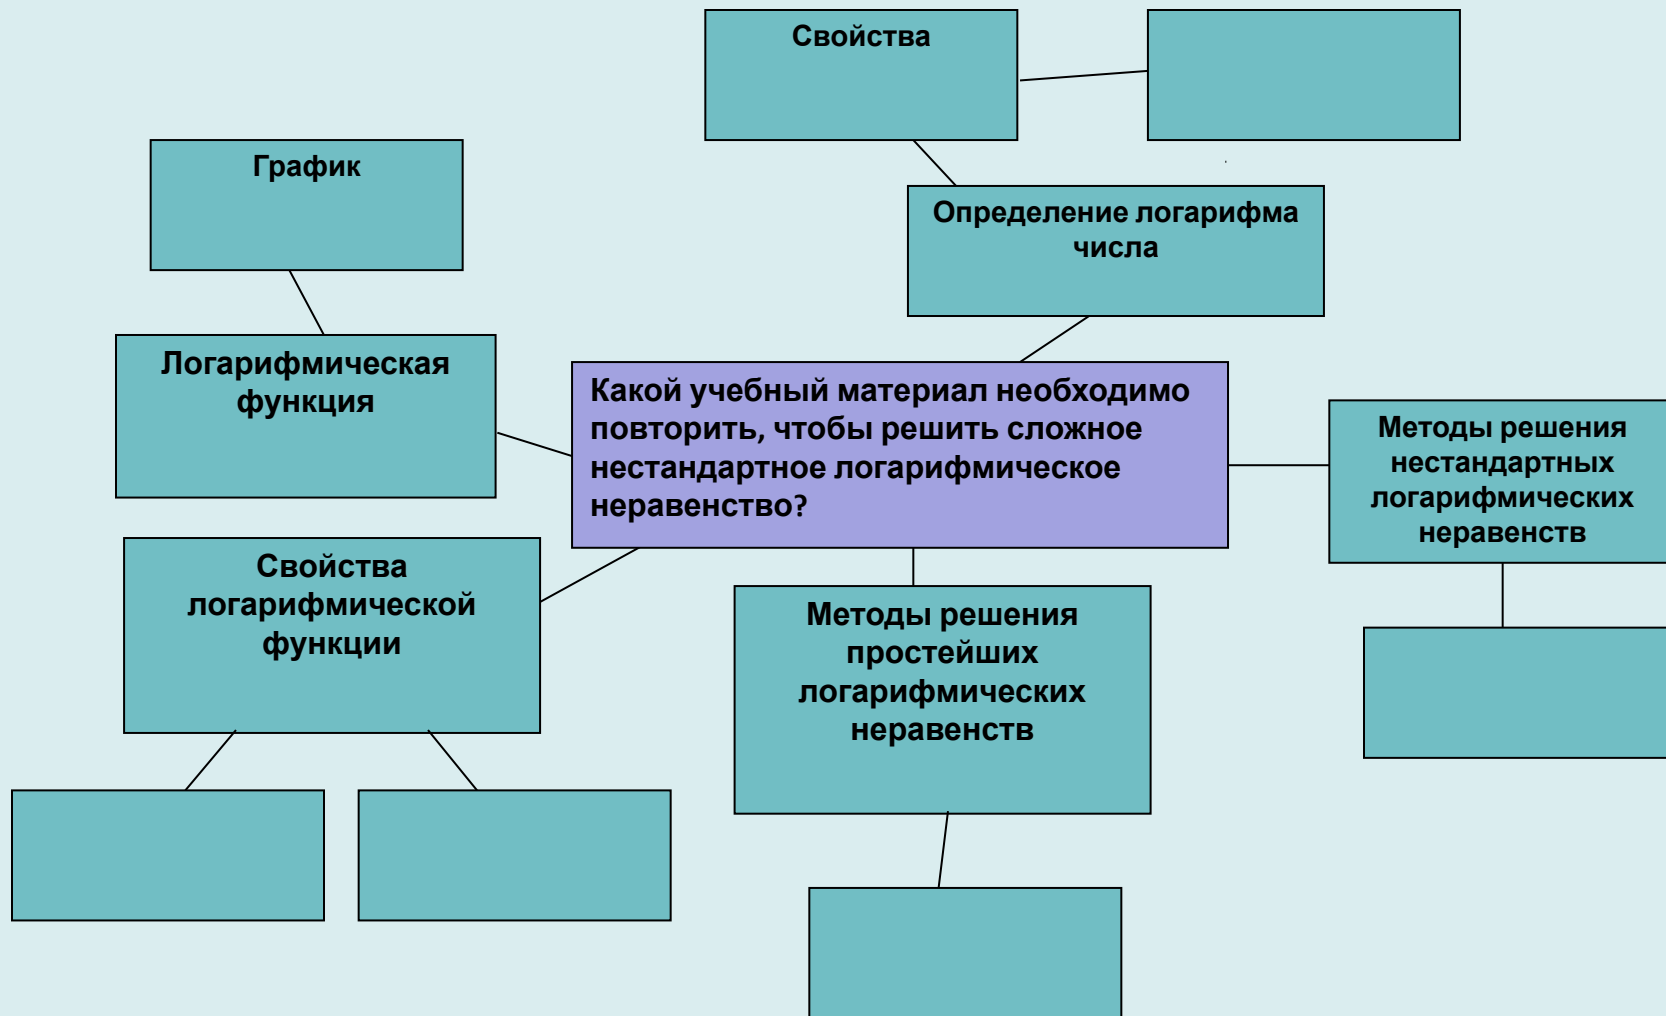 Свойства
График
Определение логарифма
числа
Логарифмическая
функция
Какой учебный материал необходимо
повторить, чтобы решить сложное
нестандартное логарифмическое
неравенство?
Методы решения
нестандартных
логарифмических
неравенств
Свойства
логарифмической
функции
Методы решения
простейших
логарифмических
неравенств